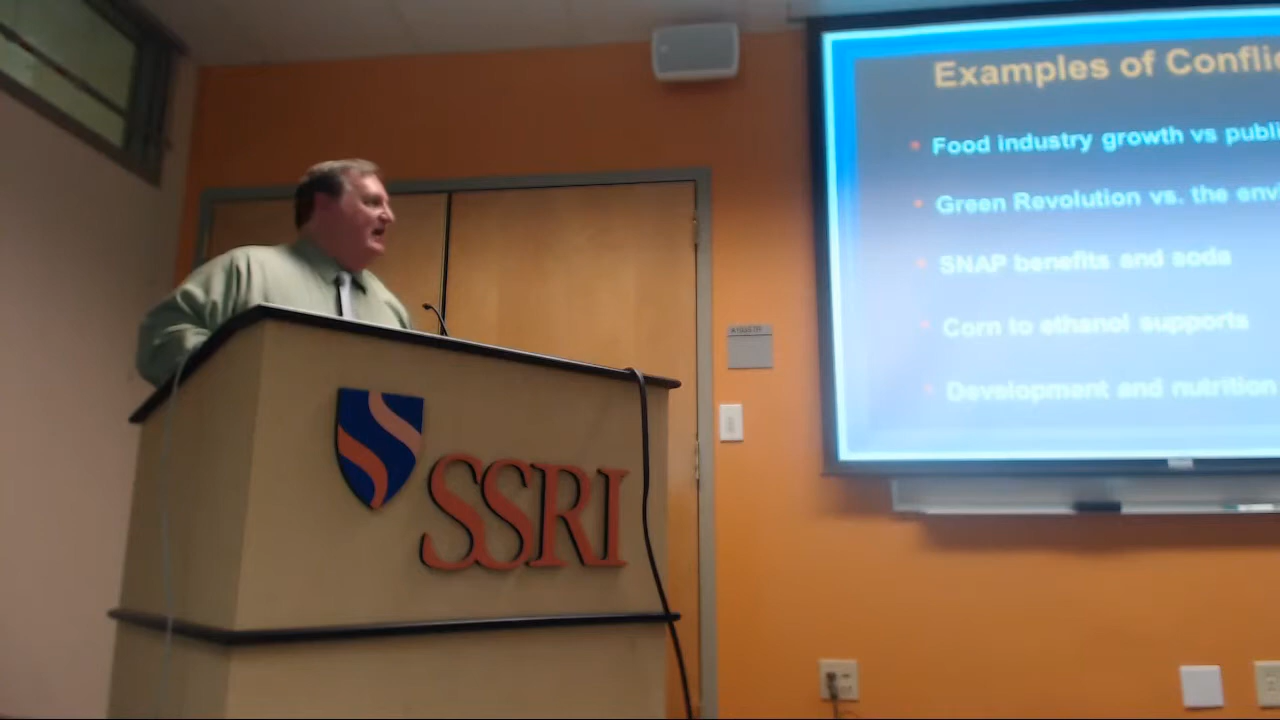 Examples of Conflic
Food industry growth vs publi
Green Revolution vs. the envi
SNAP benefits and soda
Corn to ethanol supports
Development and nutrition
SSRI